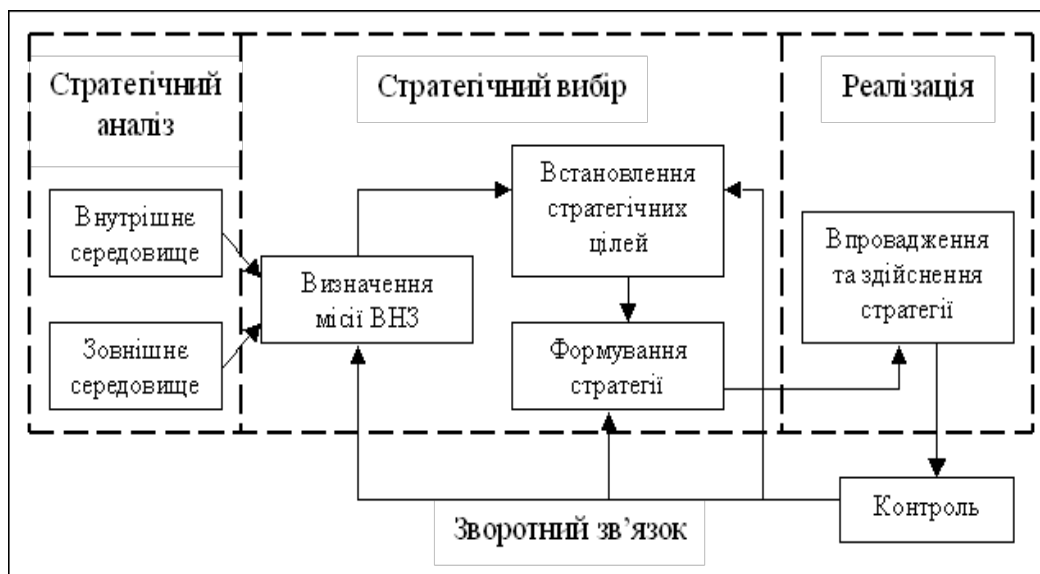 Стратегічний
аналіз
Стратегічний вибір
Реалізація
Внутрішнє
середовище
Зовнішнє
середовище
Визначення
місії ВНЗ
Встановлення
стратегічних
цілей
Формування
стратегії
Впровадження
та здійснення
стратегії
Контроль
Зворотний зв’язок